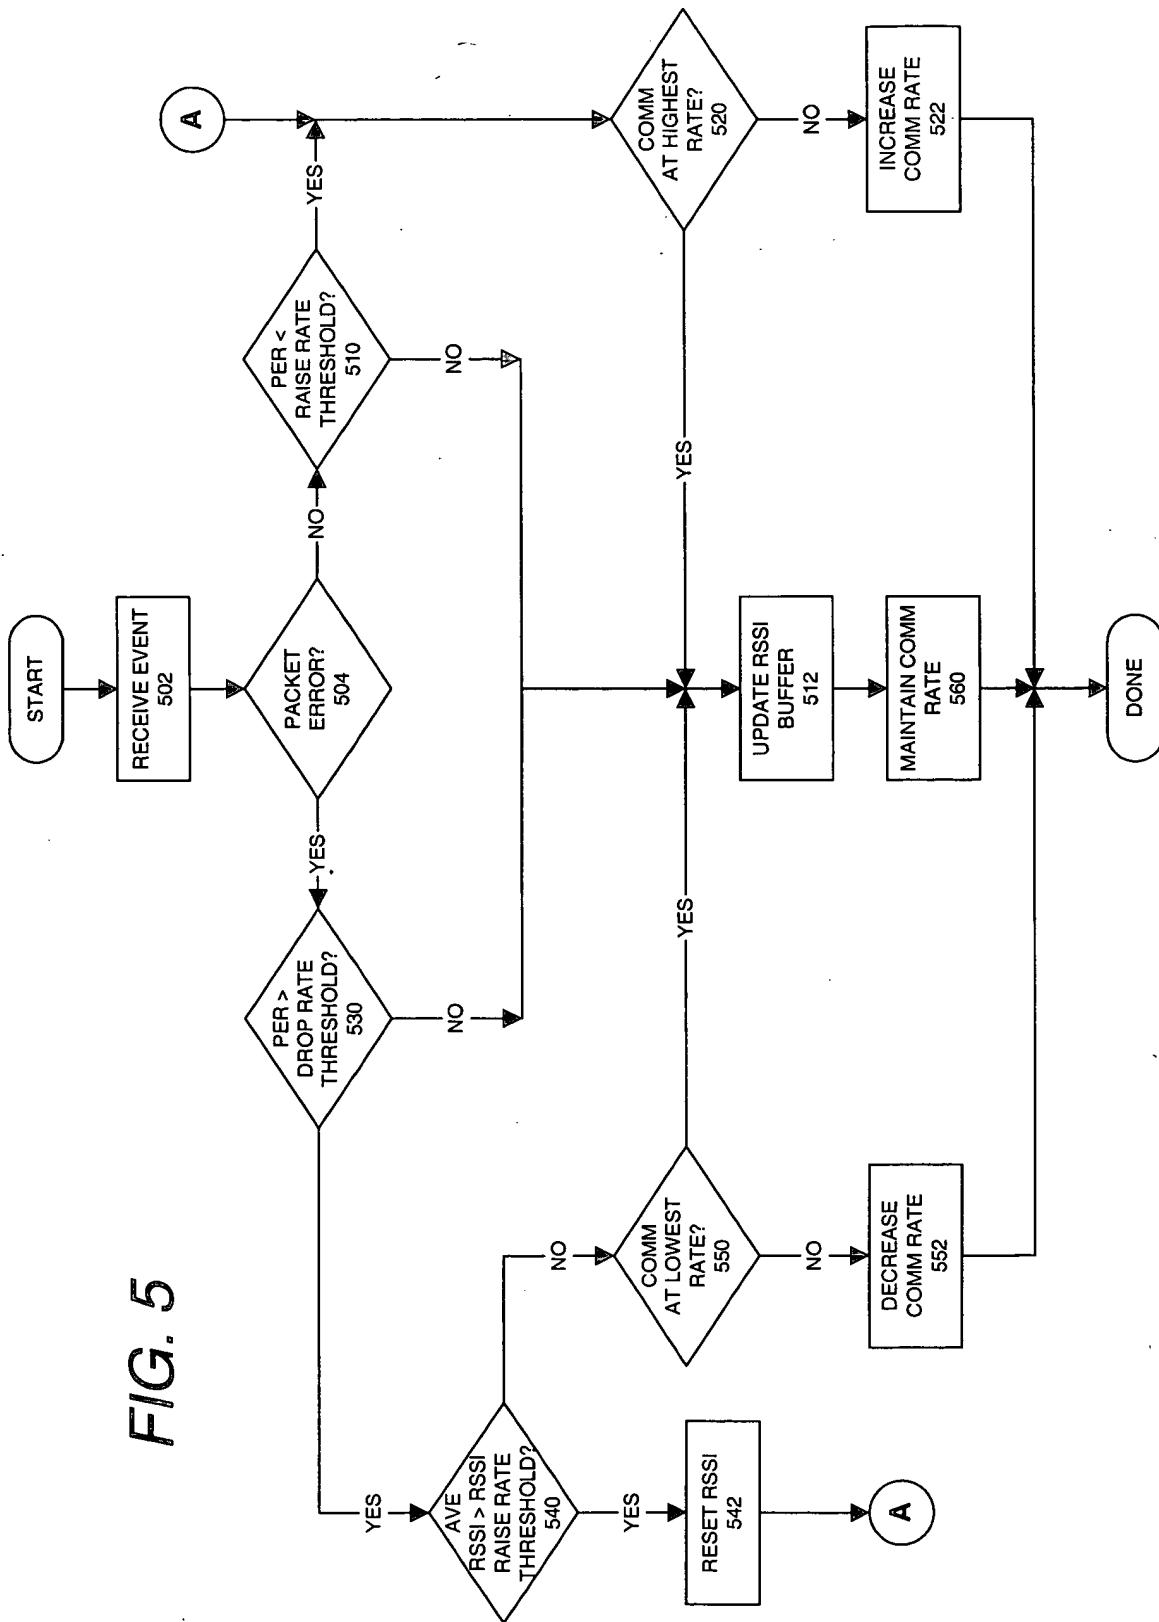 FIG. 5
START
RECEIVE EVENT
502
PACKET
ERROR?
504
YES
NO
PER >
DROP RATE
THRESHOLD?
530
PER <
RAISE RATE
THRESHOLD?
510
YES
A
YES
NO
NO
AVE
RSSI > RSSI
RAISE RATE
THRESHOLD?
540
NO
YES
RESET RSSI
542
A
COMM
AT LOWEST
RATE?
550
YES
NO
DECREASE
COMM RATE
552
UPDATE RSSI
BUFFER
512
MAINTAIN COMM
RATE
560
YES
COMM
AT HIGHEST
RATE?
520
NO
INCREASE
COMM RATE
522
DONE